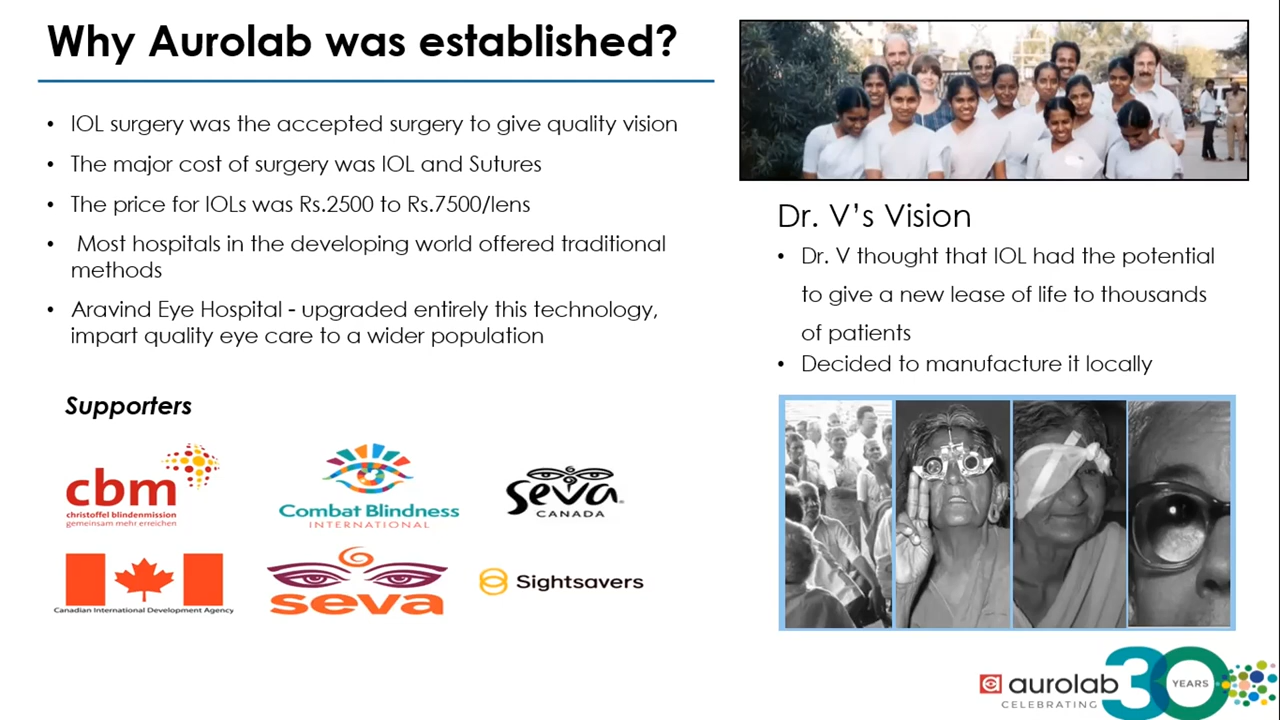 Why Aurolab was established?
• IOL surgery was the accepted surgery to give quality vision
• The major cost of surgery was IOL and Sutures
• The price for IOLs was Rs.2500 to Rs.7500/lens
• Most hospitals in the developing world offered traditional
methods
• Aravind Eye Hospital - upgraded entirely this technology,
impart quality eye care to a wider population
Supporters
cbm
christoffel blindenmission
gemeinsam mehr erreichen
Combat Blindness
INTERNATIONAL
seva
CANADA
Canadian International Development Agency
seva
Sightsavers
Dr. V’s Vision
• Dr. V thought that IOL had the potential
to give a new lease of life to thousands
of patients
• Decided to manufacture it locally
aurolab
CELEBRATING
30
YEARS